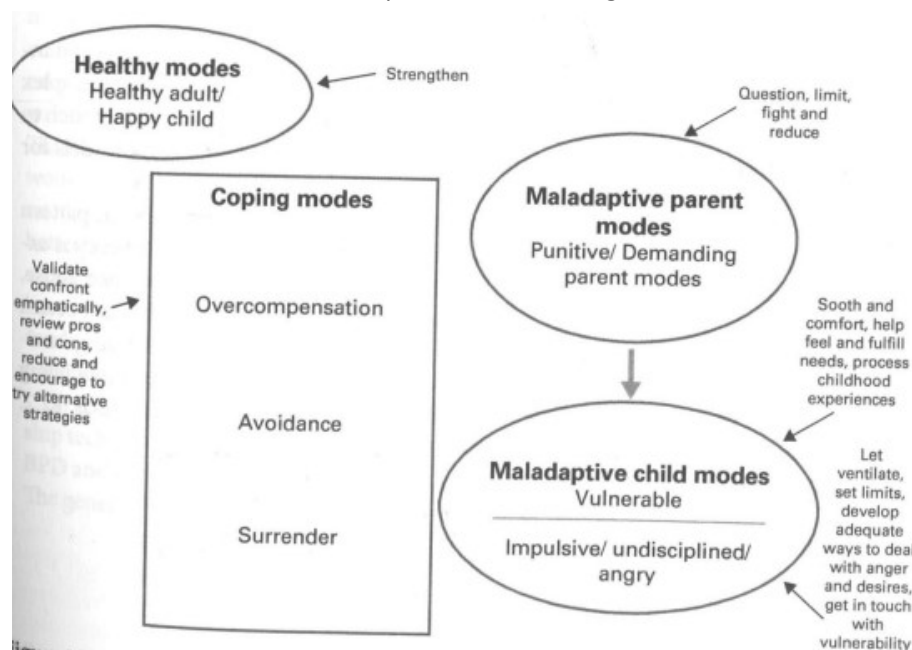 Healthy modes
Healthy adult/
Happy child
Strengthen
Question, limit,
fight and
reduce
Coping modes
Overcompensation
Avoidance
Surrender
Validate
confront
emphatically,
review pros
and cons,
reduce and
encourage to
try alternative
strategies
Maladaptive parent
modes
Punitive/ Demanding
parent modes
Sooth and
comfort, help
feel and fulfill
needs, process
childhood
experiences
Maladaptive child modes
Vulnerable
Impulsive/ undisciplined/
angry
Let
ventilate,
set limits,
develop
adequate
ways to deal
with anger
and desires,
get in touch
with
vulnerability